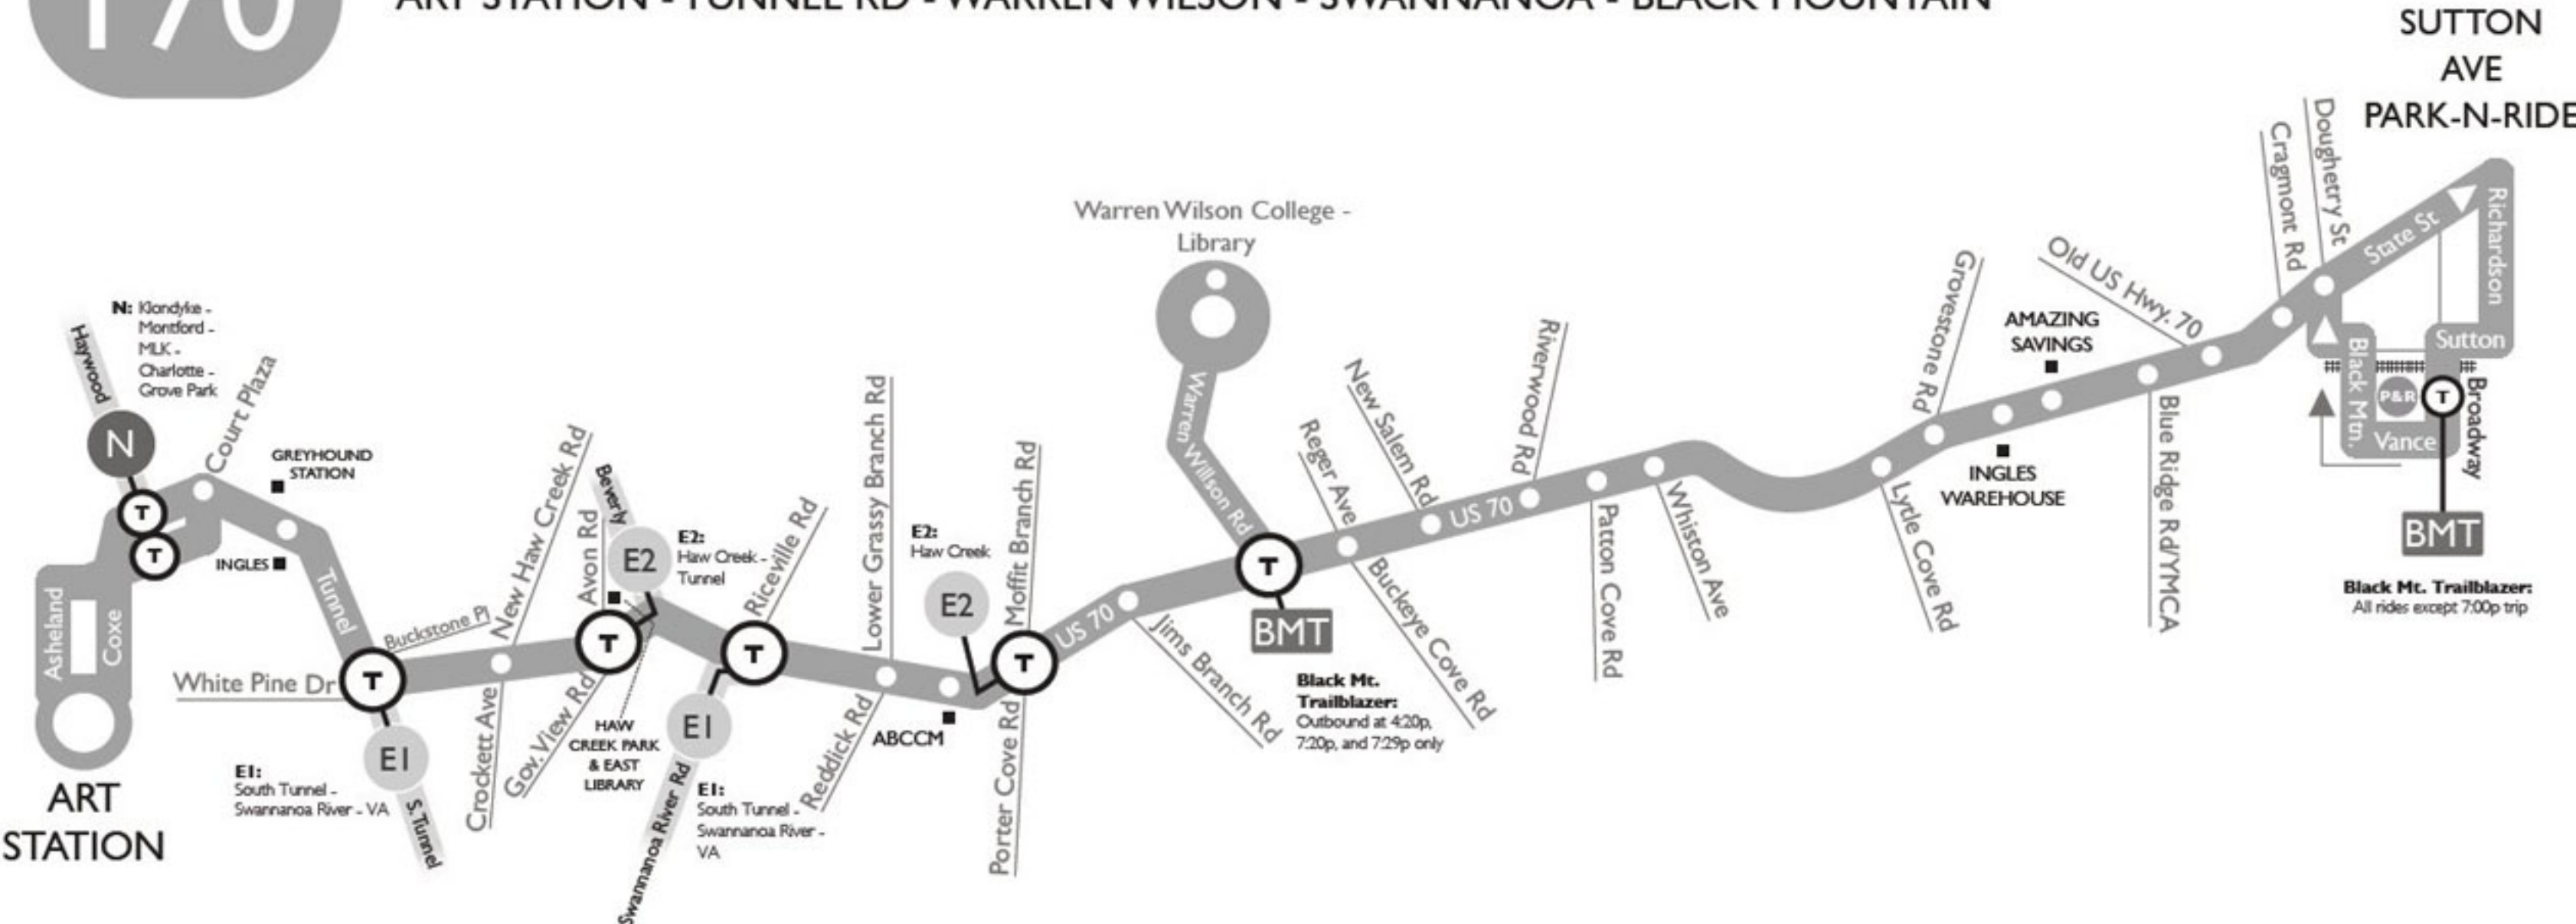 170
ART STATION - TUNNEL RD - WARREN WILSON - SWANNANOA - BLACK MOUNTAIN
SUTTON
AVE
PARK-N-RIDE
Haywood
N: Klondyke -
Montford -
MLK -
Charlotte -
Grove Park
N
T
T
Court Plaza
GREYHOUND
STATION
INGLES
Asheland
Coxe
ART
STATION
Tunnel
White Pine Dr
Buckstone Pl
T
E1
E1:
South Tunnel -
Swannanoa River - VA
S. Tunnel
New Haw Creek Rd
Crockett Ave
Avon Rd
Gov. View Rd
T
Beverly
E2
E2:
Haw Creek -
Tunnel
HAW
CREEK PARK
& EAST
LIBRARY
Riceville Rd
T
E1
Swannanoa River Rd
E1:
South Tunnel -
Swannanoa River -
VA
Lower Grassy Branch Rd
Reddick Rd
ABCCM
E2:
Haw Creek
E2
Moffit Branch Rd
T
Porter Cove Rd
US 70
Jims Branch Rd
Warren Wilson College -
Library
Warren Willson Rd
T
BMT
Black Mt.
Trailblazer:
Outbound at 4:20p,
7:20p, and 7:29p only
Reger Ave
Buckeye Cove Rd
New Salem Rd
US 70
Riverwood Rd
Patton Cove Rd
Whiston Ave
Lytle Cove Rd
Grovestone Rd
INGLES
WAREHOUSE
AMAZING
SAVINGS
Blue Ridge Rd/YMCA
Old US Hwy. 70
Cragmont Rd
Doughetry St
State St
Richardson
Sutton
Black Mtn.
P&R
T
Broadway
Vance
BMT
Black Mt. Trailblazer:
All rides except 7:00p trip